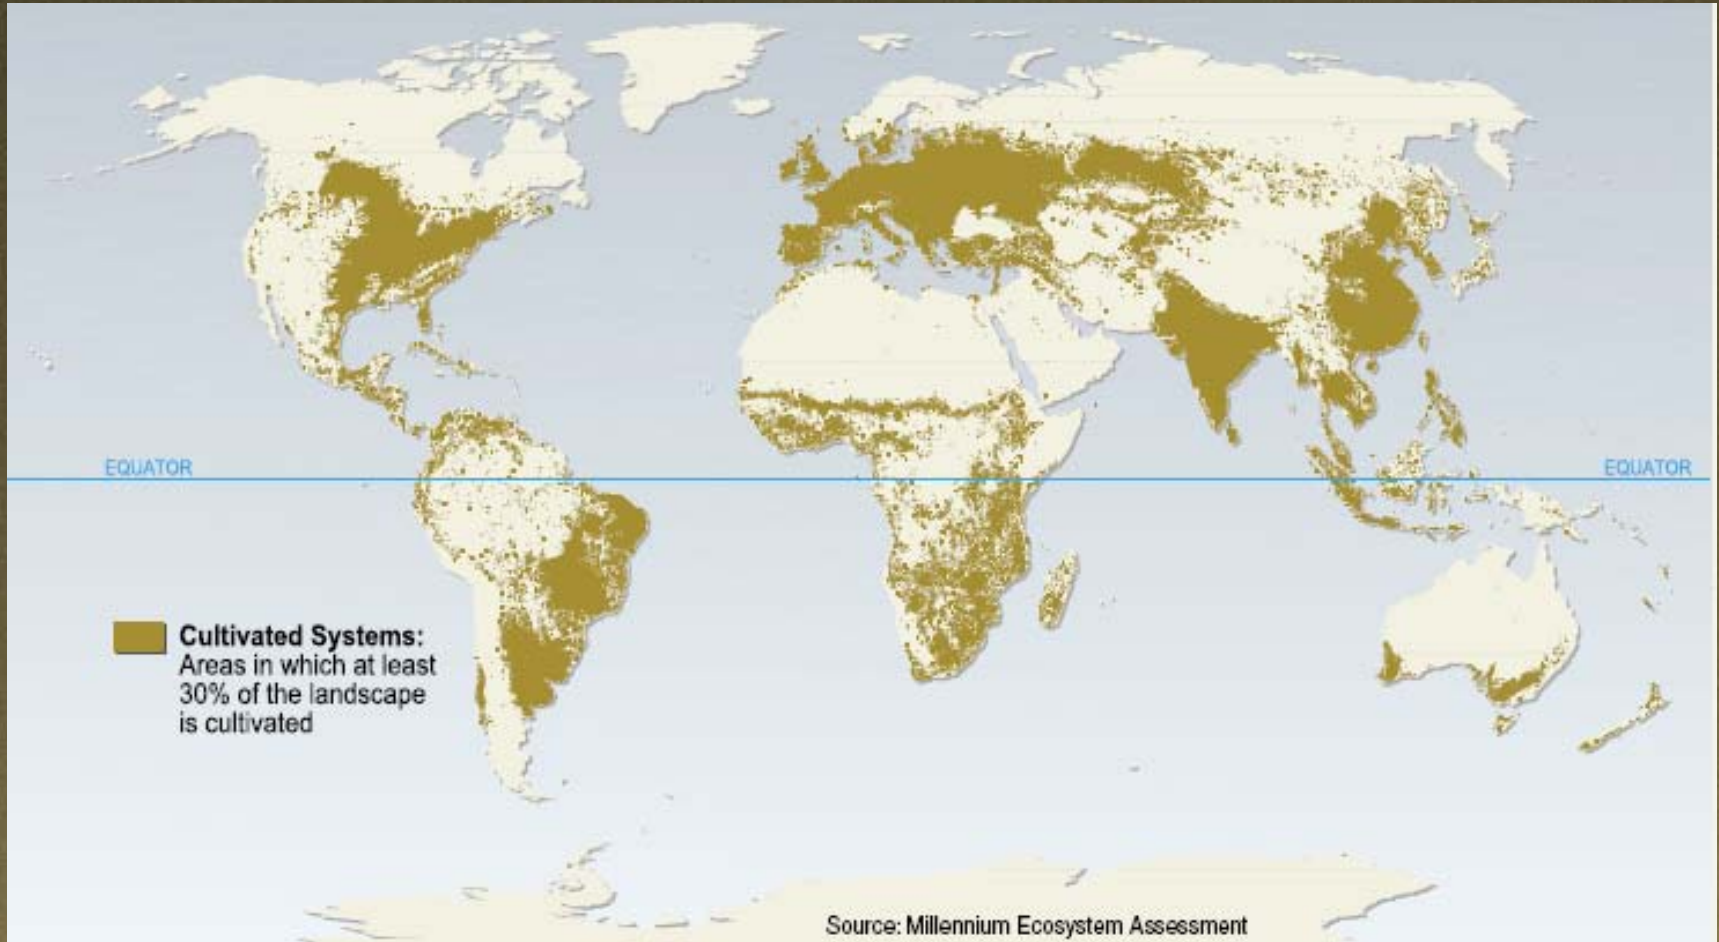 EQUATOR
EQUATOR
Cultivated Systems:
Areas in which at least
30% of the landscape
is cultivated
Source: Millennium Ecosystem Assessment